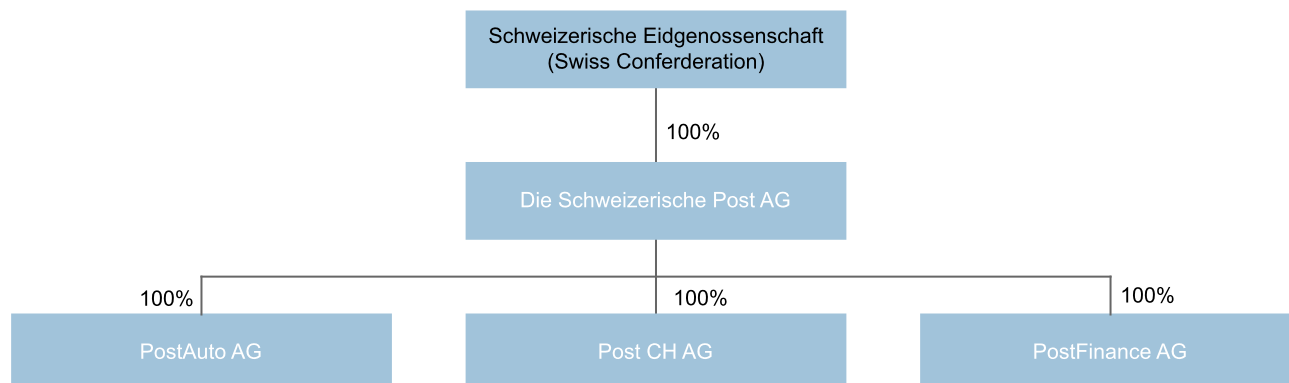 Schweizerische Eidgenossenschaft
(Swiss Conferderation)
100%
Die Schweizerische Post AG
100%
100%
100%
PostAuto AG
Post CH AG
PostFinance AG